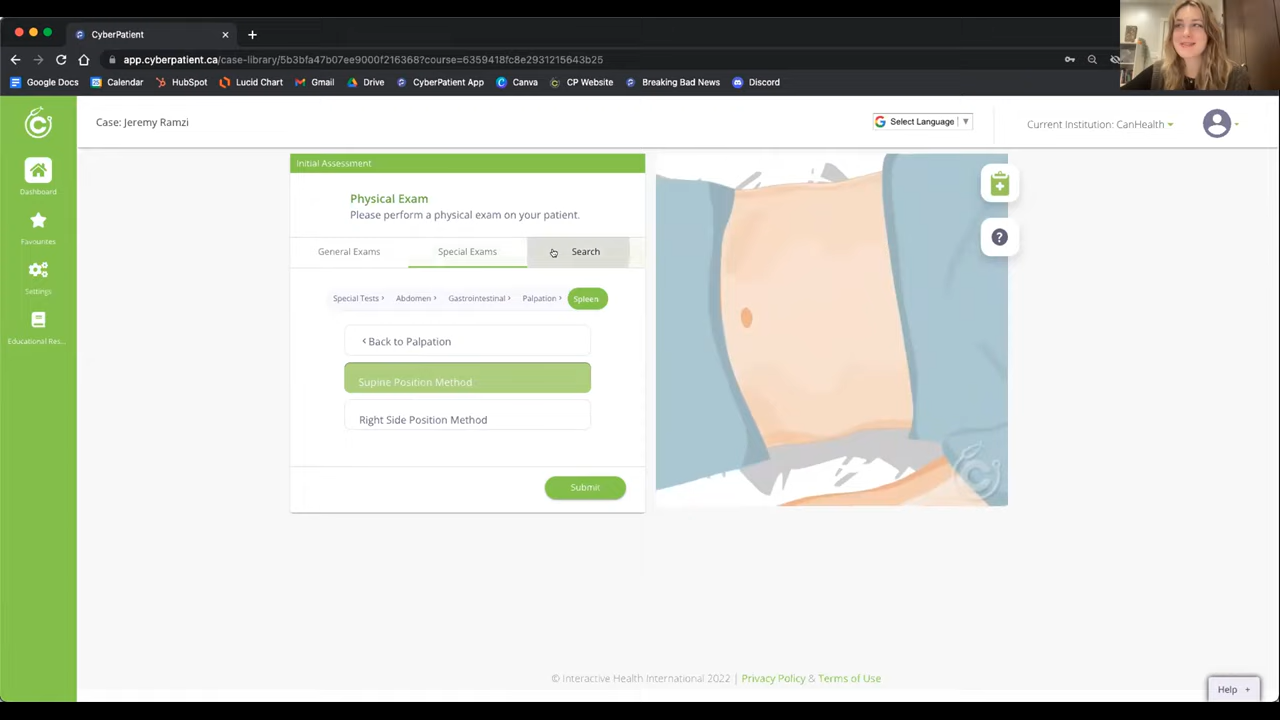 CyberPatient
app.cyberpatient.ca/case-library/5b3bfa47b07ee9000f216368?course=6359418fc8e2931215643b25
Google Docs Calendar HubSpot Lucid Chart Gmail Drive CyberPatient App Canva CP Website Breaking Bad News Discord
Case: Jeremy Ramzi
Select Language
Current Institution: CanHealth
Dashboard
Favourites
Settings
Educational Res...
Initial Assessment
Physical Exam
Please perform a physical exam on your patient.
General Exams Special Exams Search
Special Tests › Abdomen › Gastrointestinal › Palpation › Spleen
‹ Back to Palpation
Supine Position Method
Right Side Position Method
Submit
© Interactive Health International 2022 | Privacy Policy & Terms of Use
Help +